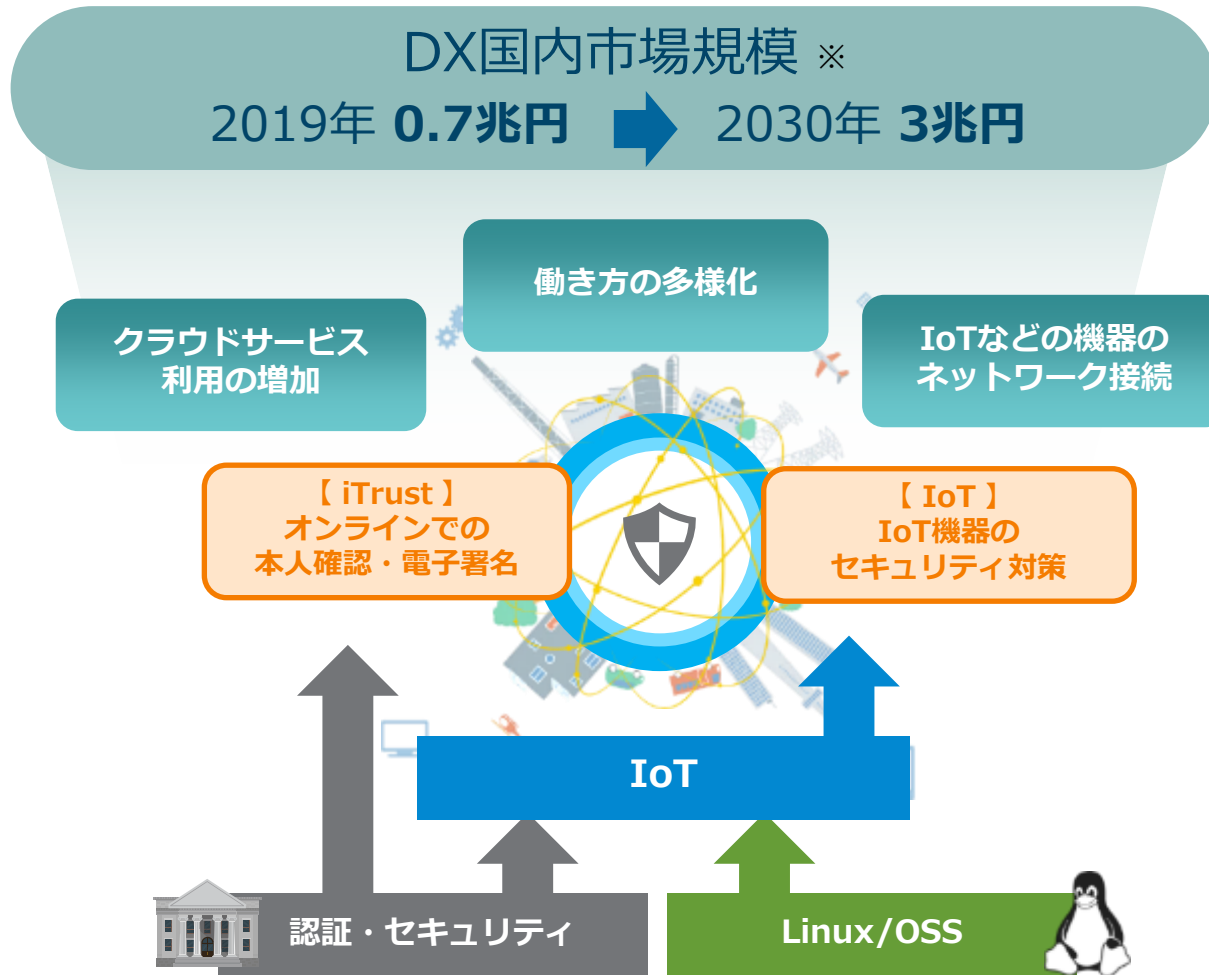 DX国内市場規模 ※
2019年 0.7兆円 2030年 3兆円
働き方の多様化
クラウドサービス
利用の増加
IoTなどの機器の
ネットワーク接続
【 iTrust 】
オンラインでの
本人確認・電子署名
【 IoT 】
IoT機器の
セキュリティ対策
IoT
認証・セキュリティ
Linux/OSS